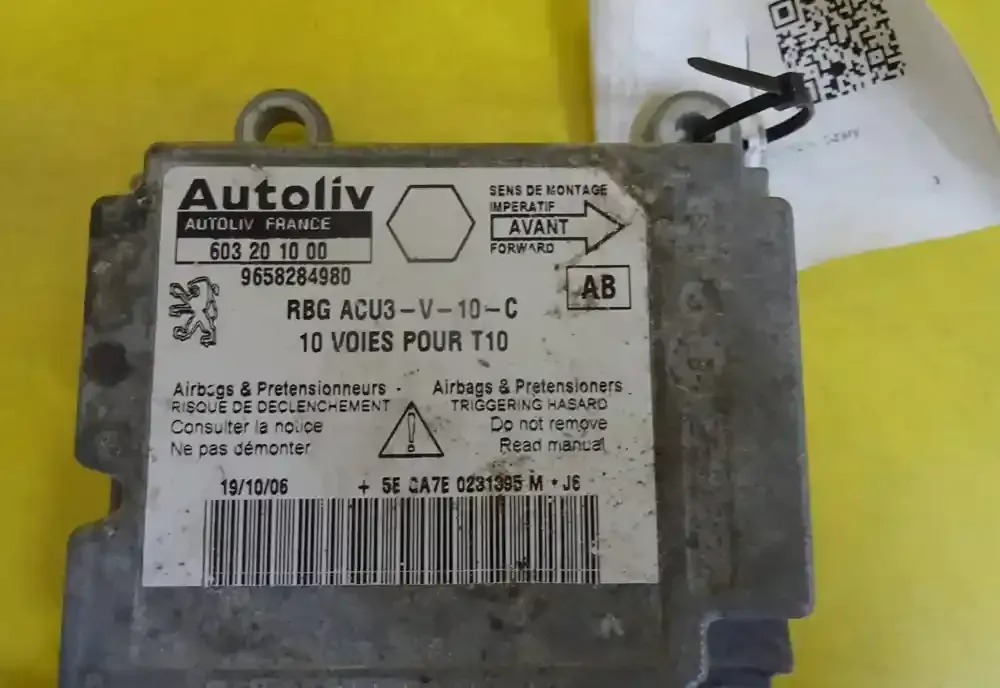 Autoliv
AUTOLIV FRANCE
603 20 10 00
9658284980
SENS DE MONTAGE
IMPERATIF
AVANT
FORWARD
AB
RBG ACU3-V-10-C
10 VOIES POUR T10
Airbags & Pretensionneurs - Airbags & Pretensioners
RISQUE DE DECLENCHEMENT TRIGGERING HASARD
Consulter la notice Do not remove
Ne pas démonter Read manual
19/10/06 + 5E CA7E 0231395 M * J6